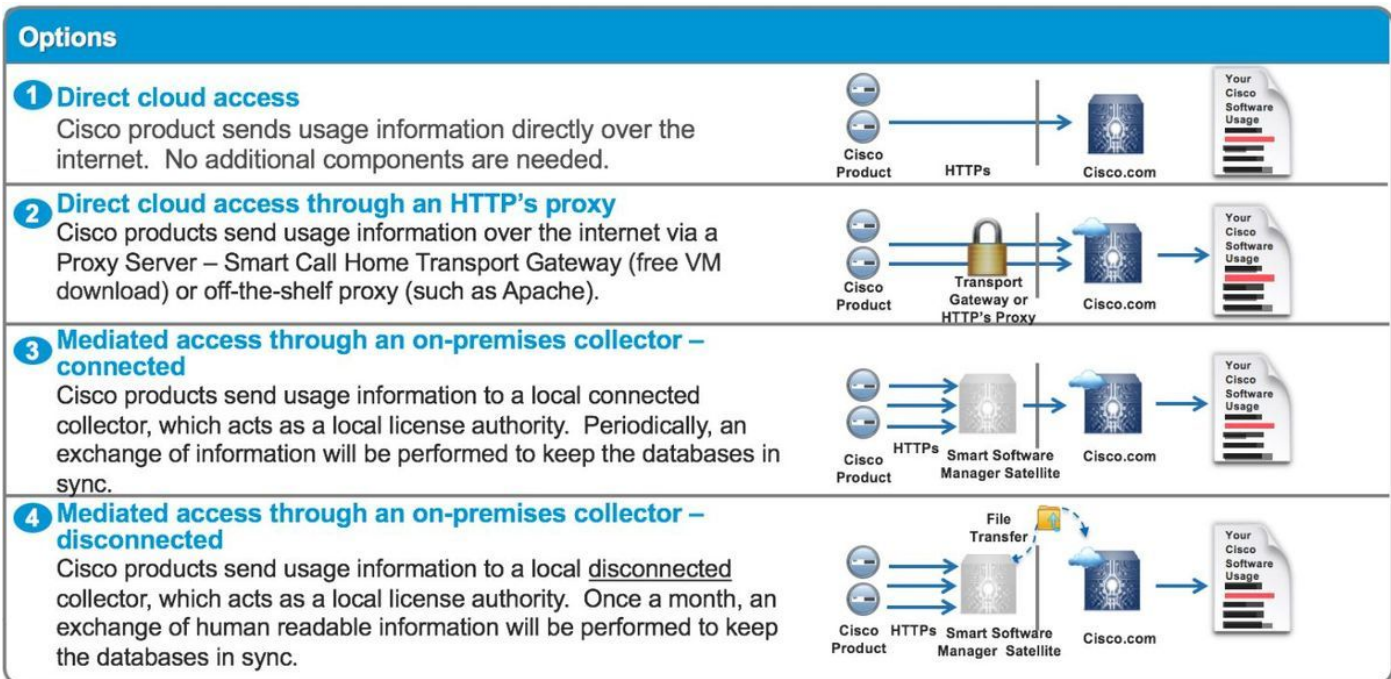 Options
1 Direct cloud access
Cisco product sends usage information directly over the
internet.  No additional components are needed.
Cisco
Product
HTTPs
Cisco.com
Your
Cisco
Software
Usage
2 Direct cloud access through an HTTP’s proxy
Cisco products send usage information over the internet via a
Proxy Server – Smart Call Home Transport Gateway (free VM
download) or off-the-shelf proxy (such as Apache).
Cisco
Product
Transport
Gateway or
HTTP’s Proxy
Cisco.com
Your
Cisco
Software
Usage
3 Mediated access through an on-premises collector –
connected
Cisco products send usage information to a local connected
collector, which acts as a local license authority.  Periodically, an
exchange of information will be performed to keep the databases in
sync.
Cisco
Product
HTTPs
Smart Software
Manager Satellite
Cisco.com
Your
Cisco
Software
Usage
4 Mediated access through an on-premises collector –
disconnected
Cisco products send usage information to a local disconnected
collector, which acts as a local license authority.  Once a month, an
exchange of human readable information will be performed to keep
the databases in sync.
File
Transfer
Cisco
Product
HTTPs
Smart Software
Manager Satellite
Cisco.com
Your
Cisco
Software
Usage